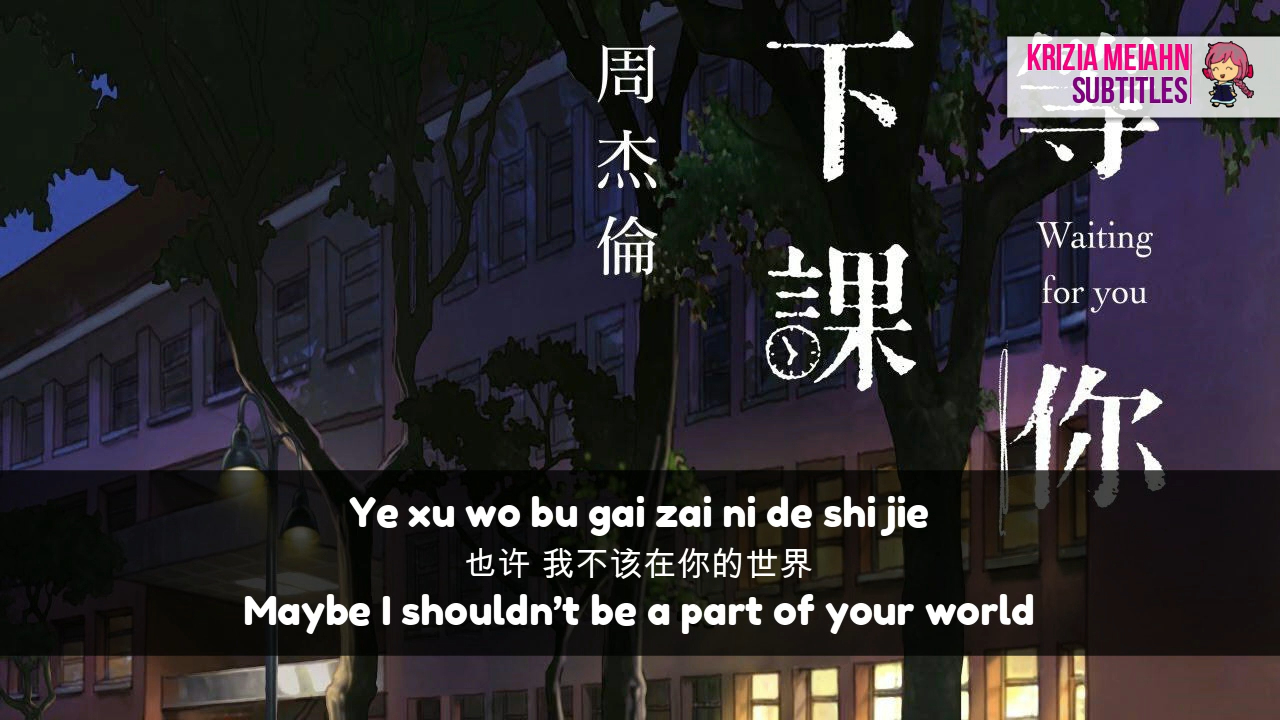 KRIZIA MEIAHN
SUBTITLES
下課
你
Waiting
for you
周杰倫
Ye xu wo bu gai zai ni de shi jie
也许 我不该在你的世界
Maybe I shouldn't be a part of your world